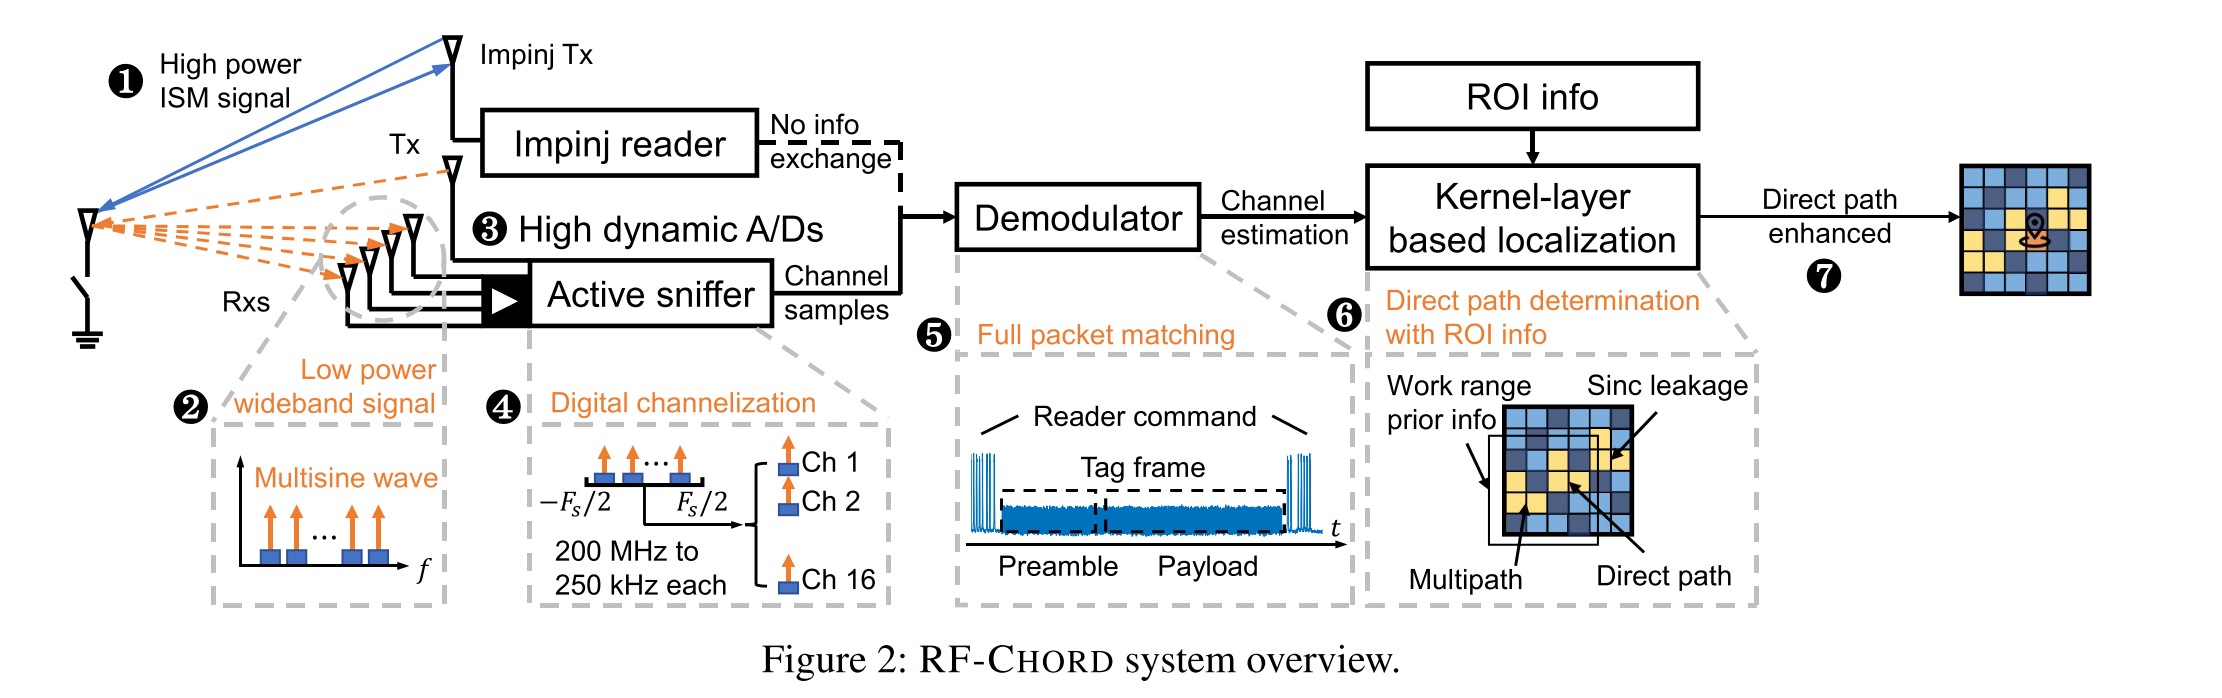 ❶ High power
ISM signal
Impinj Tx
Impinj reader
No info
exchange
Tx
❸ High dynamic A/Ds
Active sniffer
Channel
samples
Rxs
Demodulator
Channel
estimation
ROI info
Kernel-layer
based localization
Direct path
enhanced
❼
❷ Low power
wideband signal
Multisine wave
...
f
❹ Digital channelization
...
−Fs/2
Fs/2
Ch 1
Ch 2
Ch 16
200 MHz to
250 kHz each
❺ Full packet matching
Reader command
Tag frame
t
Preamble
Payload
❻ Direct path determination
with ROI info
Work range
prior info
Sinc leakage
Multipath
Direct path
Figure 2: RF-CHORD system overview.